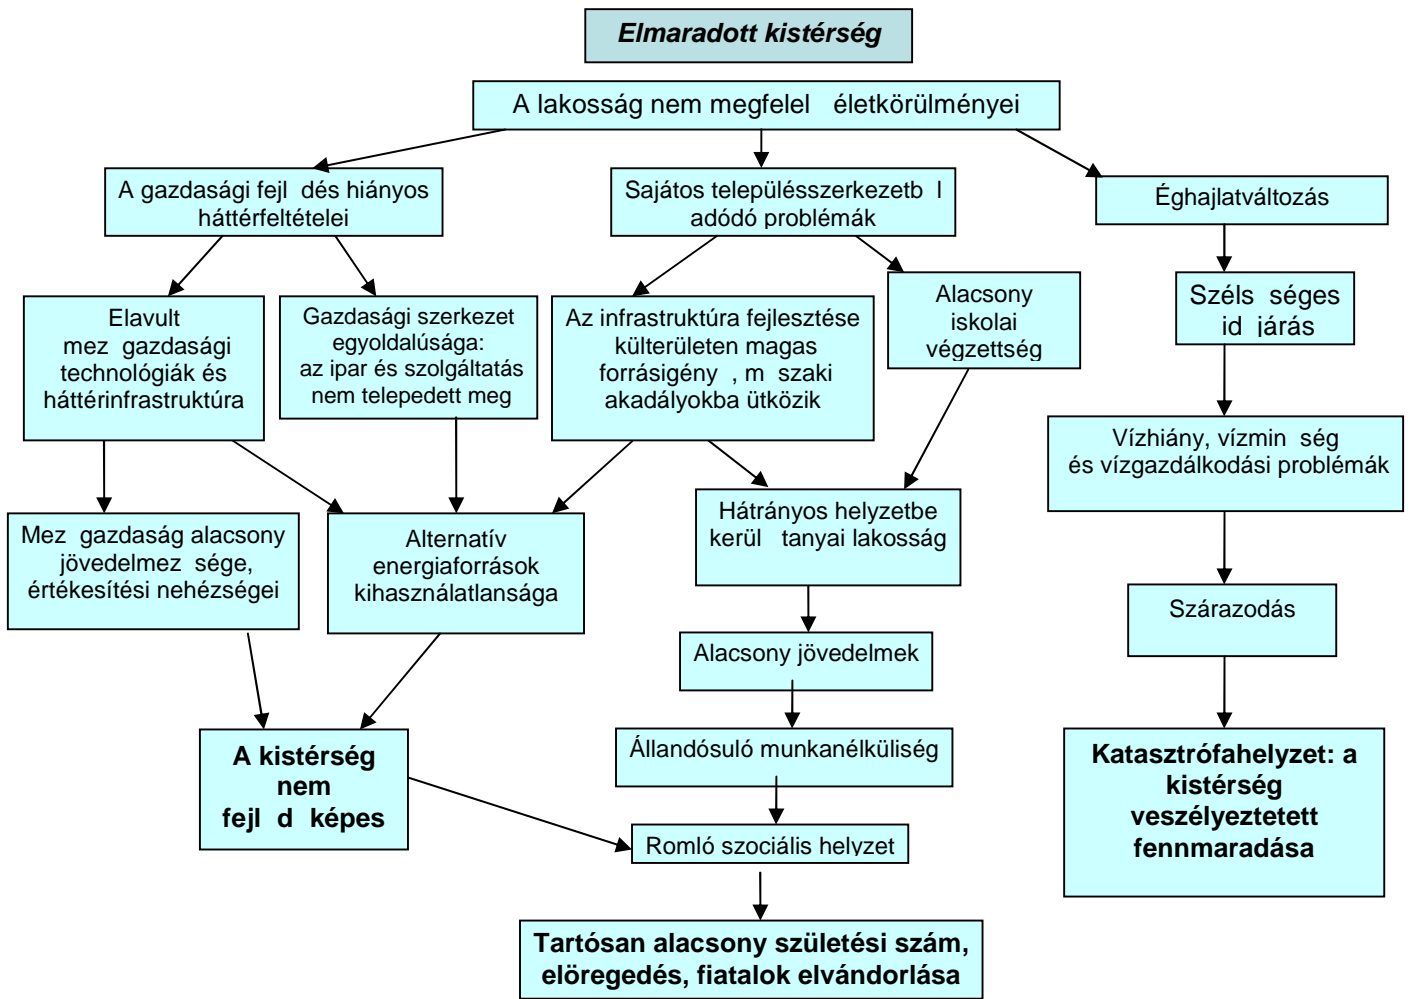 Elmaradott kistérség
A lakosság nem megfelel életkörülményei
A gazdasági fejl dés hiányos
háttérfeltételei
Sajátos településszerkezetb l
adódó problémák
Éghajlatváltozás
Elavult
mez gazdasági
technológiák és
háttérinfrastruktúra
Gazdasági szerkezet
egyoldalúsága:
az ipar és szolgáltatás
nem telepedett meg
Az infrastruktúra fejlesztése
külterületen magas
forrásigény , m szaki
akadályokba ütközik
Alacsony
iskolai
végzettség
Széls séges
id járás
Vízhiány, vízmin ség
és vízgazdálkodási problémák
Mez gazdaság alacsony
jövedelmez sége,
értékesítési nehézségei
Alternatív
energiaforrások
kihasználatlansága
Hátrányos helyzetbe
kerül tanyai lakosság
Szárazodás
Alacsony jövedelmek
A kistérség
nem
fejl d képes
Állandósuló munkanélküliség
Katasztrófahelyzet: a
kistérség
veszélyeztetett
fennmaradása
Romló szociális helyzet
Tartósan alacsony születési szám,
elöregedés, fiatalok elvándorlása